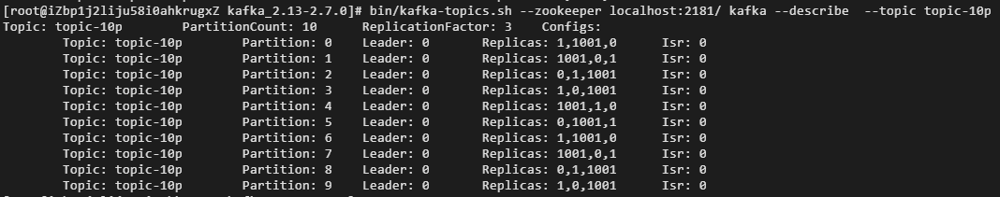 [root@iZbp1j2liju58i0ahkrugxZ kafka_2.13-2.7.0]# bin/kafka-topics.sh --zookeeper localhost:2181/ kafka --describe  --topic topic-10p
Topic: topic-10p        PartitionCount: 10      ReplicationFactor: 3    Configs:
        Topic: topic-10p        Partition: 0    Leader: 0       Replicas: 1,1001,0      Isr: 0
        Topic: topic-10p        Partition: 1    Leader: 0       Replicas: 1001,0,1      Isr: 0
        Topic: topic-10p        Partition: 2    Leader: 0       Replicas: 0,1,1001      Isr: 0
        Topic: topic-10p        Partition: 3    Leader: 0       Replicas: 1,0,1001      Isr: 0
        Topic: topic-10p        Partition: 4    Leader: 0       Replicas: 1001,1,0      Isr: 0
        Topic: topic-10p        Partition: 5    Leader: 0       Replicas: 0,1001,1      Isr: 0
        Topic: topic-10p        Partition: 6    Leader: 0       Replicas: 1,1001,0      Isr: 0
        Topic: topic-10p        Partition: 7    Leader: 0       Replicas: 1001,0,1      Isr: 0
        Topic: topic-10p        Partition: 8    Leader: 0       Replicas: 0,1,1001      Isr: 0
        Topic: topic-10p        Partition: 9    Leader: 0       Replicas: 1,0,1001      Isr: 0